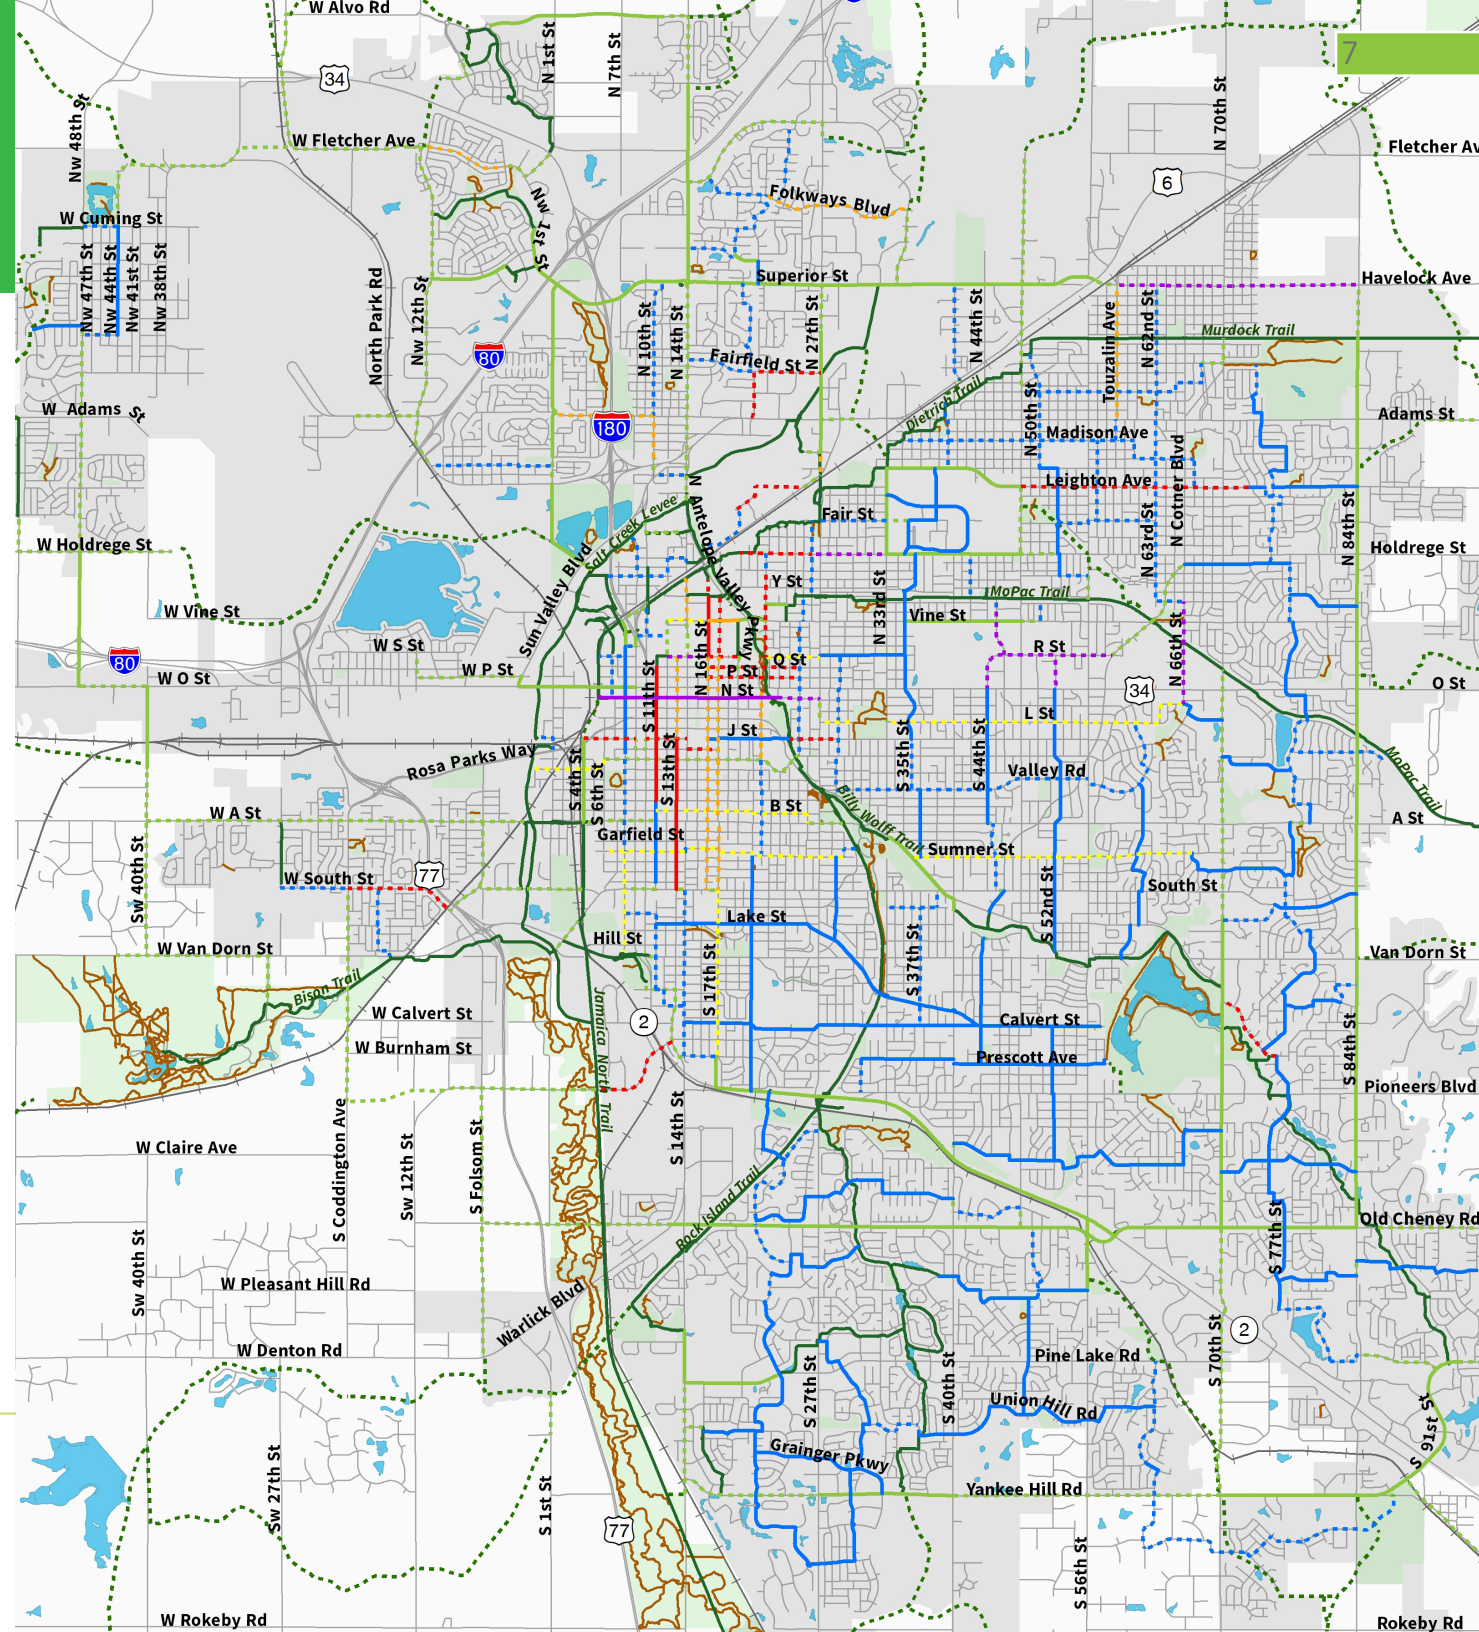 W Alvo Rd
N 1st St
N 7th St
7
34
Nw 48th St
N 70th St
W Fletcher Ave
Fletcher Av
6
Nw 1st St
Folkways Blvd
W Cuming St
Nw 47th St
Nw 44th St
Nw 41st St
Nw 38th St
North Park Rd
Nw 12th St
Superior St
Havelock Ave
N 10th St
N 14th St
N 27th St
N 44th St
Touzalin Ave
N 62nd St
Murdock Trail
80
Fairfield St
Dietrich Trail
N 50th St
W Adams St
180
Madison Ave
Adams St
N Cotner Blvd
Leighton Ave
N Antelope Valley Pkwy
Salt Creek Levee
Fair St
N 63rd St
N 84th St
W Holdrege St
Holdrege St
Sun Valley Blvd
Y St
N 33rd St
MoPac Trail
W Vine St
Vine St
W S St
R St
N 66th St
80
W P St
N 16th St
Q St
P St
W O St
O St
S 11th St
N St
34
L St
J St
Rosa Parks Way
S 4th St
S 6th St
S 13th St
S 35th St
S 44th St
Valley Rd
MoPac Trail
Billy Wolff Trail
B St
W A St
A St
Garfield St
Sumner St
77
W South St
South St
SW 40th St
Lake St
S 52nd St
Hill St
W Van Dorn St
Van Dorn St
S 17th St
S 37th St
Bison Trail
Jamaica North Trail
W Calvert St
2
Calvert St
W Burnham St
Prescott Ave
S 84th St
Pioneers Blvd
S Coddington Ave
S Folsom St
S 14th St
W Claire Ave
Sw 12th St
Rock Island Trail
Old Cheney Rd
Sw 40th St
S 77th St
W Pleasant Hill Rd
Warlick Blvd
S 70th St
2
W Denton Rd
Pine Lake Rd
S 27th St
S 40th St
Union Hill Rd
S 91st St
Grainger Pkwy
Sw 27th St
S 1st St
Yankee Hill Rd
77
S 56th St
W Rokeby Rd
Rokeby Rd